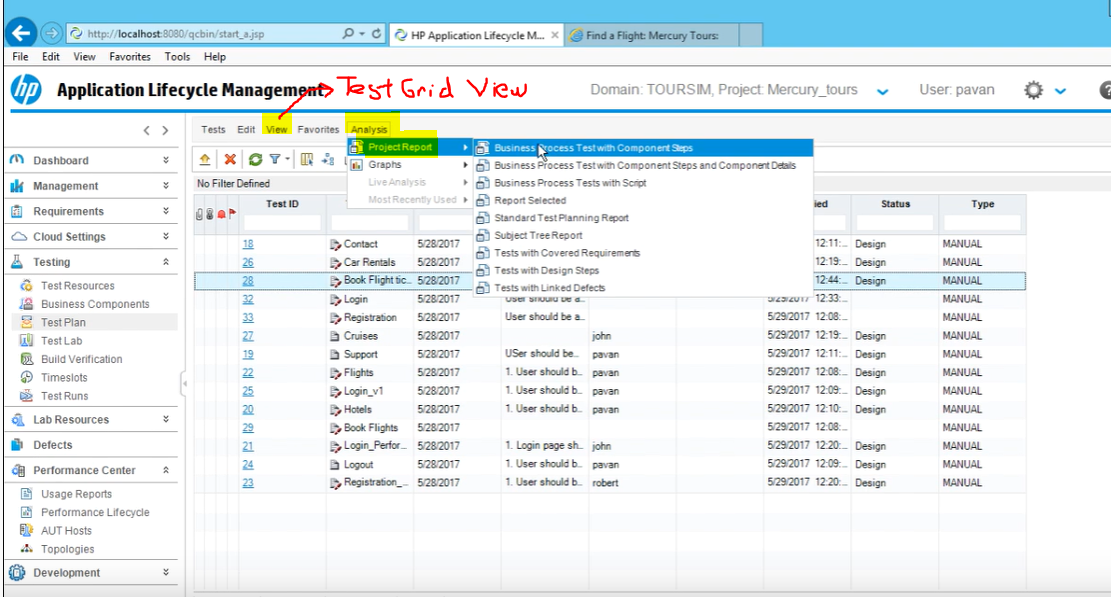 http://localhost:8080/qcbin/start_a.jsp
HP Application Lifecycle M...
Find a Flight: Mercury Tours:
File Edit View Favorites Tools Help
hp Application Lifecycle Management
Test Grid View
Domain: TOURSIM, Project: Mercury_tours
User: pavan
?
Tests Edit View Favorites Analysis
Dashboard
Management
Requirements
Cloud Settings
Testing
Test Resources
Business Components
Test Plan
Test Lab
Build Verification
Timeslots
Test Runs
Lab Resources
Defects
Performance Center
Usage Reports
Performance Lifecycle
AUT Hosts
Topologies
Development
Project Report
Graphs
Live Analysis
Most Recently Used
Business Process Test with Component Steps
Business Process Test with Component Steps and Component Details
Business Process Tests with Script
Report Selected
Standard Test Planning Report
Subject Tree Report
Tests with Covered Requirements
Tests with Design Steps
Tests with Linked Defects
No Filter Defined
Test ID ied Status Type
18 Contact 5/28/2017 12:11:... Design MANUAL
26 Car Rentals 5/28/2017 12:19:... Design MANUAL
28 Book Flight tic... 5/28/2017 12:44:... Design MANUAL
32 Login 5/28/2017 User should be a.. 5/29/2017 12:33:... MANUAL
33 Registration 5/28/2017 User should be a.. 5/29/2017 12:08:... MANUAL
27 Cruises 5/28/2017 john 5/29/2017 12:19:.. Design MANUAL
19 Support 5/28/2017 USer should be... pavan 5/29/2017 12:11:.. Design MANUAL
22 Flights 5/28/2017 1. User should b... pavan 5/29/2017 12:08:... Design MANUAL
25 Login_v1 5/28/2017 1. User should b... pavan 5/29/2017 12:09:.. Design MANUAL
20 Hotels 5/28/2017 1. User should b... pavan 5/29/2017 12:10:... Design MANUAL
29 Book Flights 5/28/2017 5/29/2017 12:08:... MANUAL
21 Login_Perfor... 5/28/2017 1. Login page sh... john 5/29/2017 12:20:... Design MANUAL
24 Logout 5/28/2017 1. User should b... pavan 5/29/2017 12:09:... Design MANUAL
23 Registration_... 5/28/2017 1. User should b... robert 5/29/2017 12:20:... Design MANUAL